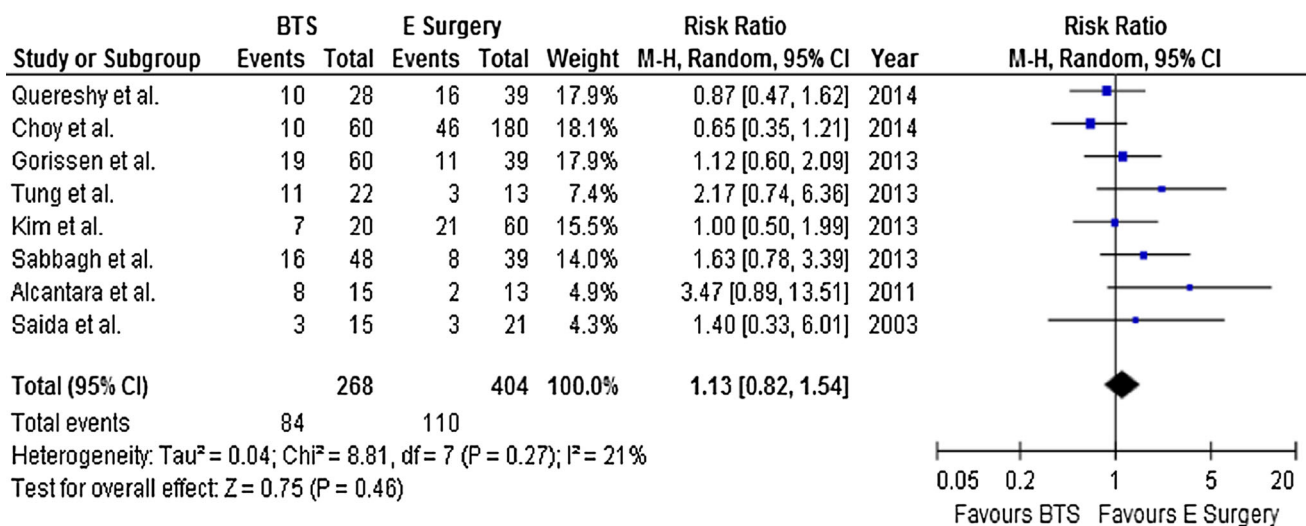 BTS E Surgery Risk Ratio Risk Ratio
Study or Subgroup Events Total Events Total Weight M-H, Random, 95% CI Year M-H, Random, 95% CI
Quereshy et al. 10 28 16 39 17.9% 0.87 [0.47, 1.62] 2014
Choy et al. 10 60 46 180 18.1% 0.65 [0.35, 1.21] 2014
Gorissen et al. 19 60 11 39 17.9% 1.12 [0.60, 2.09] 2013
Tung et al. 11 22 3 13 7.4% 2.17 [0.74, 6.36] 2013
Kim et al. 7 20 21 60 15.5% 1.00 [0.50, 1.99] 2013
Sabbagh et al. 16 48 8 39 14.0% 1.63 [0.78, 3.39] 2013
Alcantara et al. 8 15 2 13 4.9% 3.47 [0.89, 13.51] 2011
Saida et al. 3 15 3 21 4.3% 1.40 [0.33, 6.01] 2003
Total (95% CI) 268 404 100.0% 1.13 [0.82, 1.54]
Total events 84 110
Heterogeneity: Tau² = 0.04; Chi² = 8.81, df = 7 (P = 0.27); I² = 21%
Test for overall effect: Z = 0.75 (P = 0.46)
0.05 0.2 1 5 20
Favours BTS Favours E Surgery